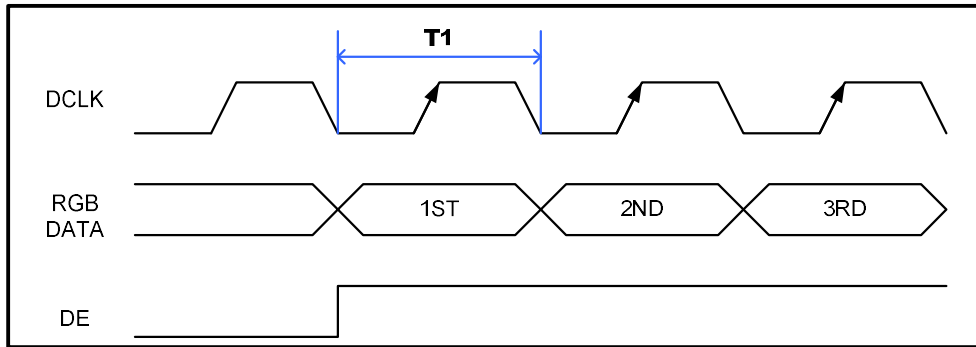 T1
DCLK
RGB
DATA
1ST
2ND
3RD
DE